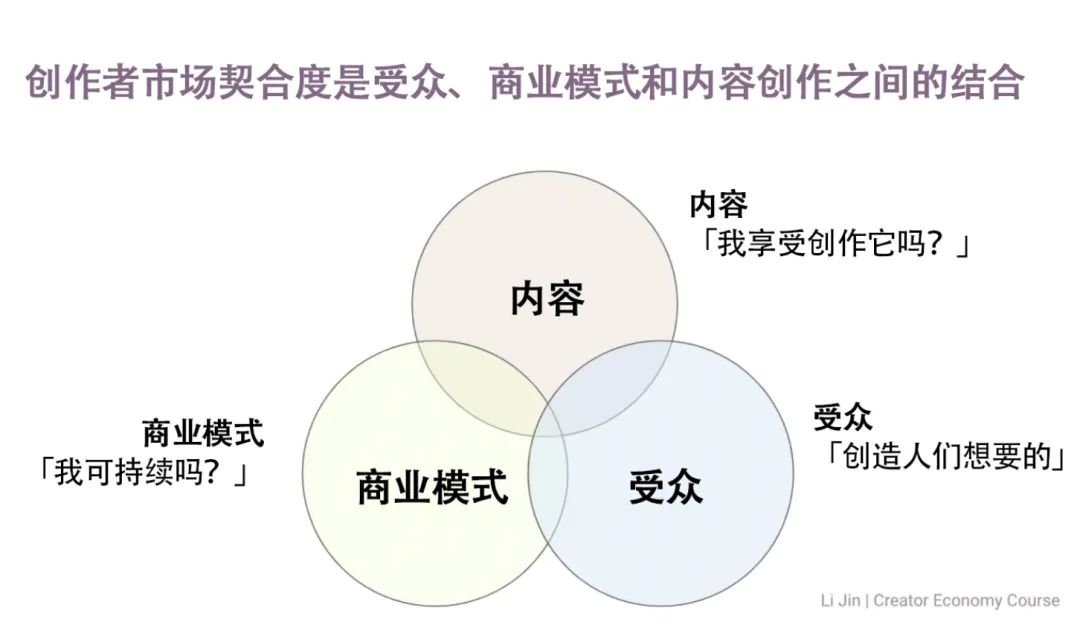 创作者市场契合度是受众、商业模式和内容创作之间的结合
内容
「我享受创作它吗？」
内容
商业模式
「我可持续吗？」
商业模式
受众
受众
「创造人们想要的」
Li Jin | Creator Economy Course